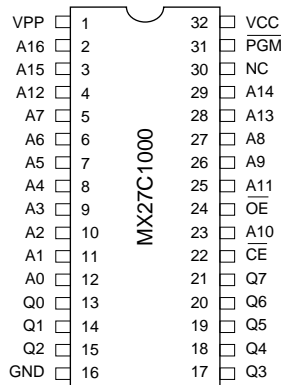 VPP 1 32 VCC
A16 2 31 PGM
A15 3 30 NC
A12 4 29 A14
A7 5 28 A13
A6 6 27 A8
A5 7 26 A9
A4 8 25 A11
A3 9 24 OE
A2 10 23 A10
A1 11 22 CE
A0 12 21 Q7
Q0 13 20 Q6
Q1 14 19 Q5
Q2 15 18 Q4
GND 16 17 Q3
MX27C1000